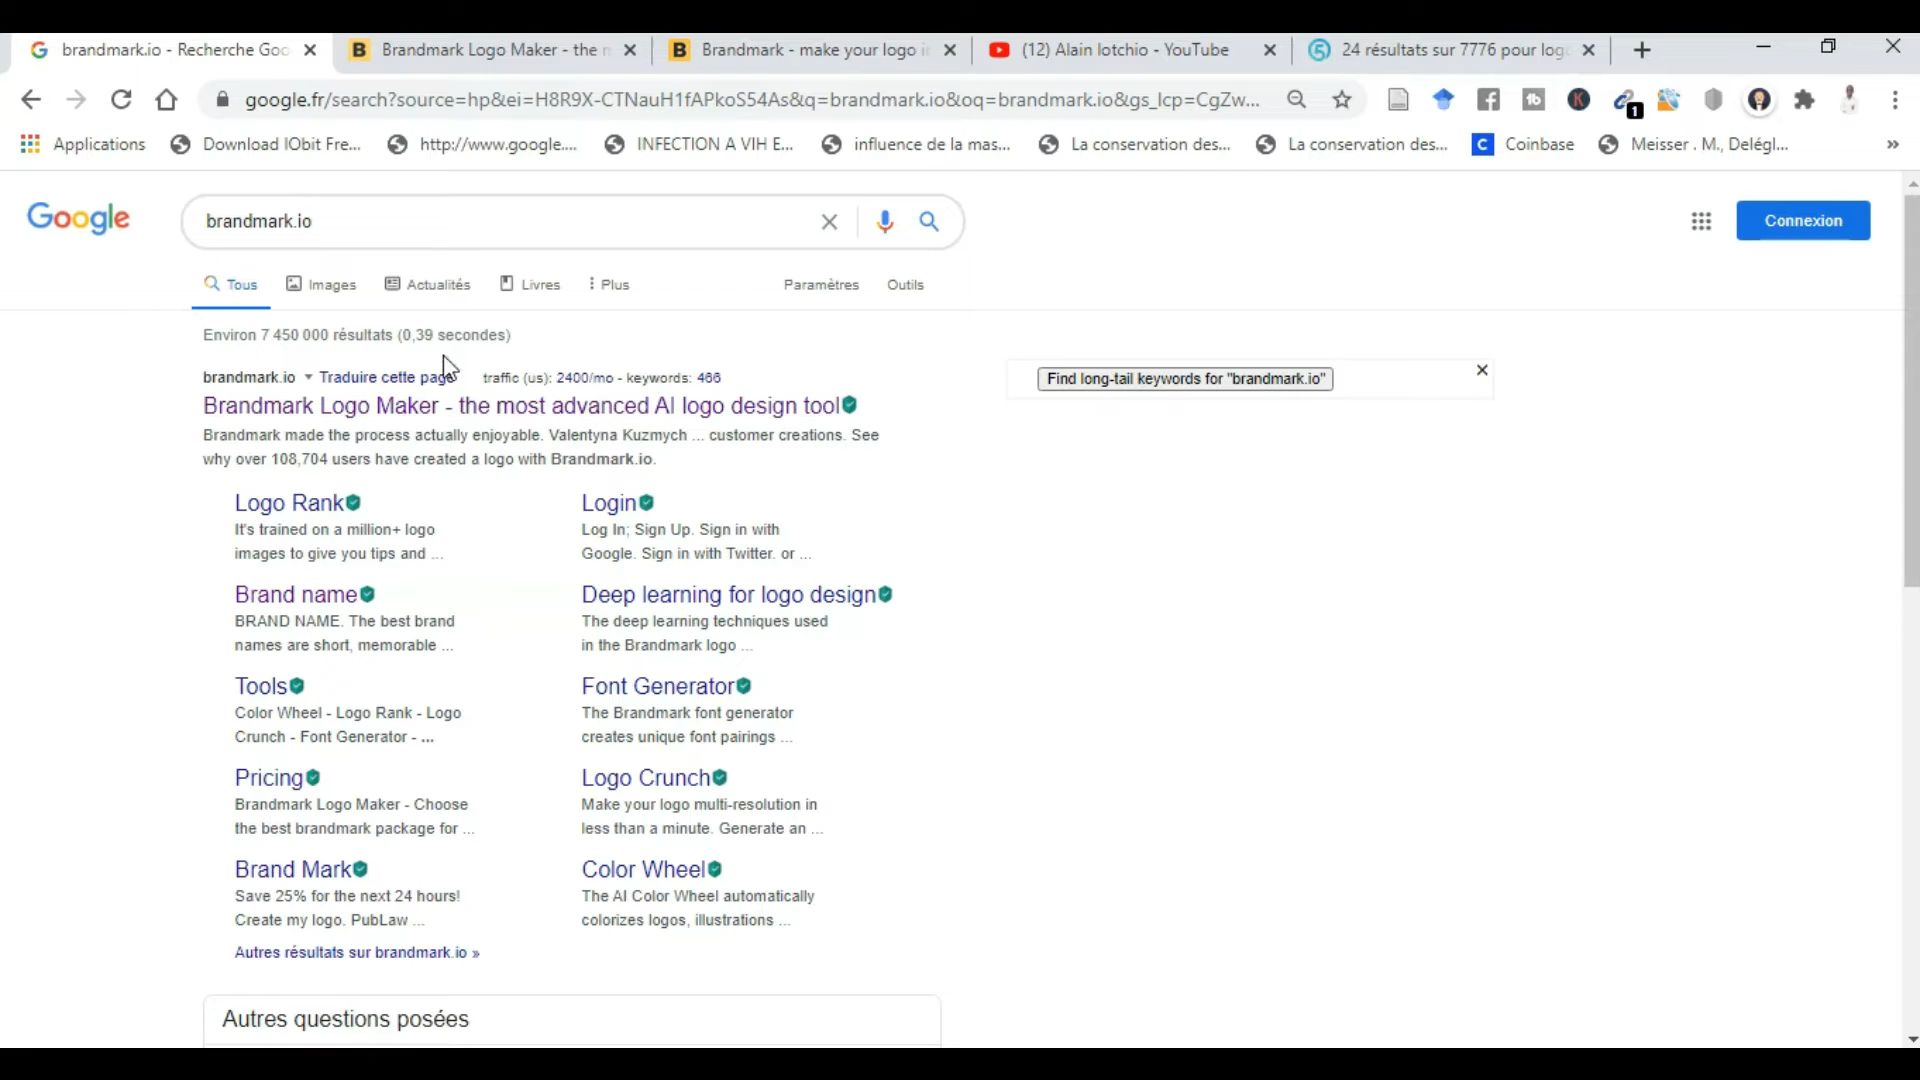 brandmark.io - Recherche Goo
Brandmark Logo Maker - the m
Brandmark - make your logo in
(12) Alain Iotchio - YouTube
24 résultats sur 7776 pour log
google.fr/search?source=hp&ei=H8R9X-CTNauH1fAPkoS54As&q=brandmark.io&oq=brandmark.io&gs_lcp=CgZw...
Applications
Download IObit Fre...
http://www.google....
INFECTION A VIH E...
influence de la mas...
La conservation des...
La conservation des...
Coinbase
Meisser . M., Delégl...
Google
brandmark.io
Connexion
Tous
Images
Actualités
Livres
Plus
Paramètres
Outils
Environ 7 450 000 résultats (0,39 secondes)
brandmark.io Traduire cette page traffic (us): 2400/mo - keywords: 466
Brandmark Logo Maker - the most advanced AI logo design tool
Brandmark made the process actually enjoyable. Valentyna Kuzmych ... customer creations. See
why over 108,704 users have created a logo with Brandmark.io.
Logo Rank
It's trained on a million+ logo
images to give you tips and ...
Login
Log In; Sign Up. Sign in with
Google. Sign in with Twitter. or ...
Brand name
BRAND NAME. The best brand
names are short, memorable ...
Deep learning for logo design
The deep learning techniques used
in the Brandmark logo ...
Tools
Color Wheel - Logo Rank - Logo
Crunch - Font Generator - ...
Font Generator
The Brandmark font generator
creates unique font pairings ...
Pricing
Brandmark Logo Maker - Choose
the best brandmark package for ...
Logo Crunch
Make your logo multi-resolution in
less than a minute. Generate an ...
Brand Mark
Save 25% for the next 24 hours!
Create my logo. PubLaw ...
Color Wheel
The AI Color Wheel automatically
colorizes logos, illustrations ...
Autres résultats sur brandmark.io »
Find long-tail keywords for "brandmark.io"
Autres questions posées